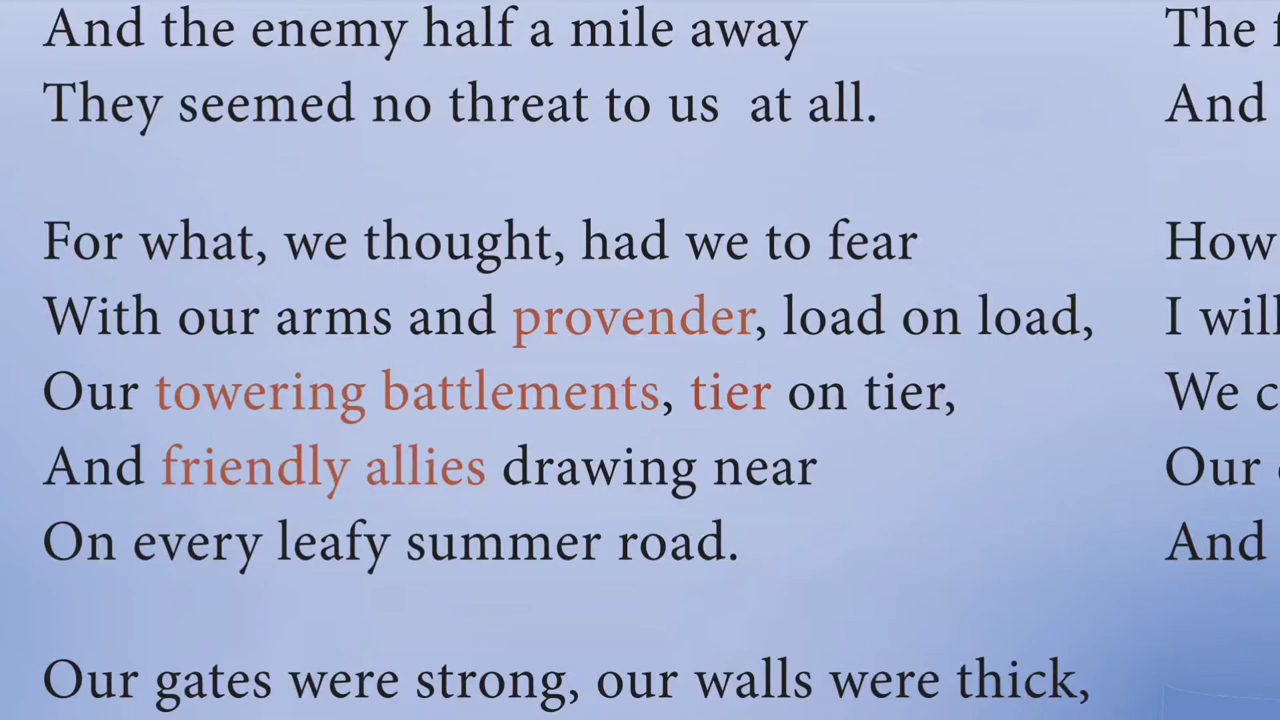 And the enemy half a mile away
They seemed no threat to us at all.
For what, we thought, had we to fear
With our arms and provender, load on load,
Our towering battlements, tier on tier,
And friendly allies drawing near
On every leafy summer road.
Our gates were strong, our walls were thick,
The
And
How
I will
We
Our
And